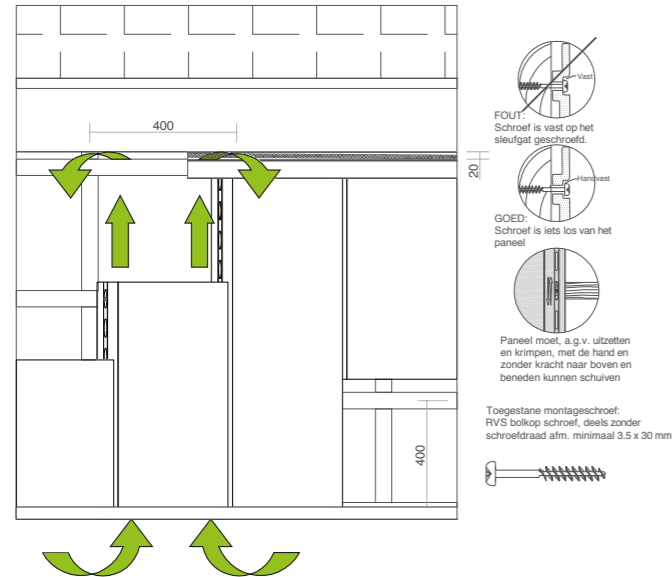 400
20
400
Vast
FOUT:
Schroef is vast op het
sleufgat geschroefd.
Handvast
GOED:
Schroef is iets los van het
paneel
Paneel moet, a.g.v. uitzetten
en krimpen, met de hand en
zonder kracht naar boven en
beneden kunnen schuiven
Toegestane montageschroef:
RVS bolkop schroef, deels zonder
schroefdraad afm. minimaal 3.5 x 30 mm